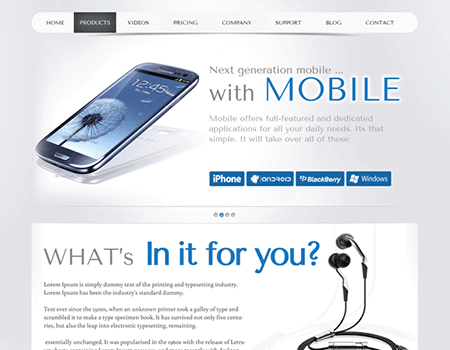 HOME PRODUCTS VIDEOS PRICING COMPANY SUPPORT BLOG CONTACT
12:45
Next generation mobile ...
with MOBILE
Mobile offers full-featured and dedicated
applications for all your daily needs. Its that
simple. It will take over all of these:
iPhone ANDROID BlackBerry Windows
WHAT's In it for you?
Lorem Ipsum is simply dummy text of the printing and typesetting industry.
Lorem Ipsum has been the industry's standard dummy.
Text ever since the 1500s, when an unknown printer took a galley of type and
scrambled it to make a type specimen book. It has survived not only five centu-
ries, but also the leap into electronic typesetting, remaining.
essentially unchanged. It was popularised in the 1960s with the release of Letra-